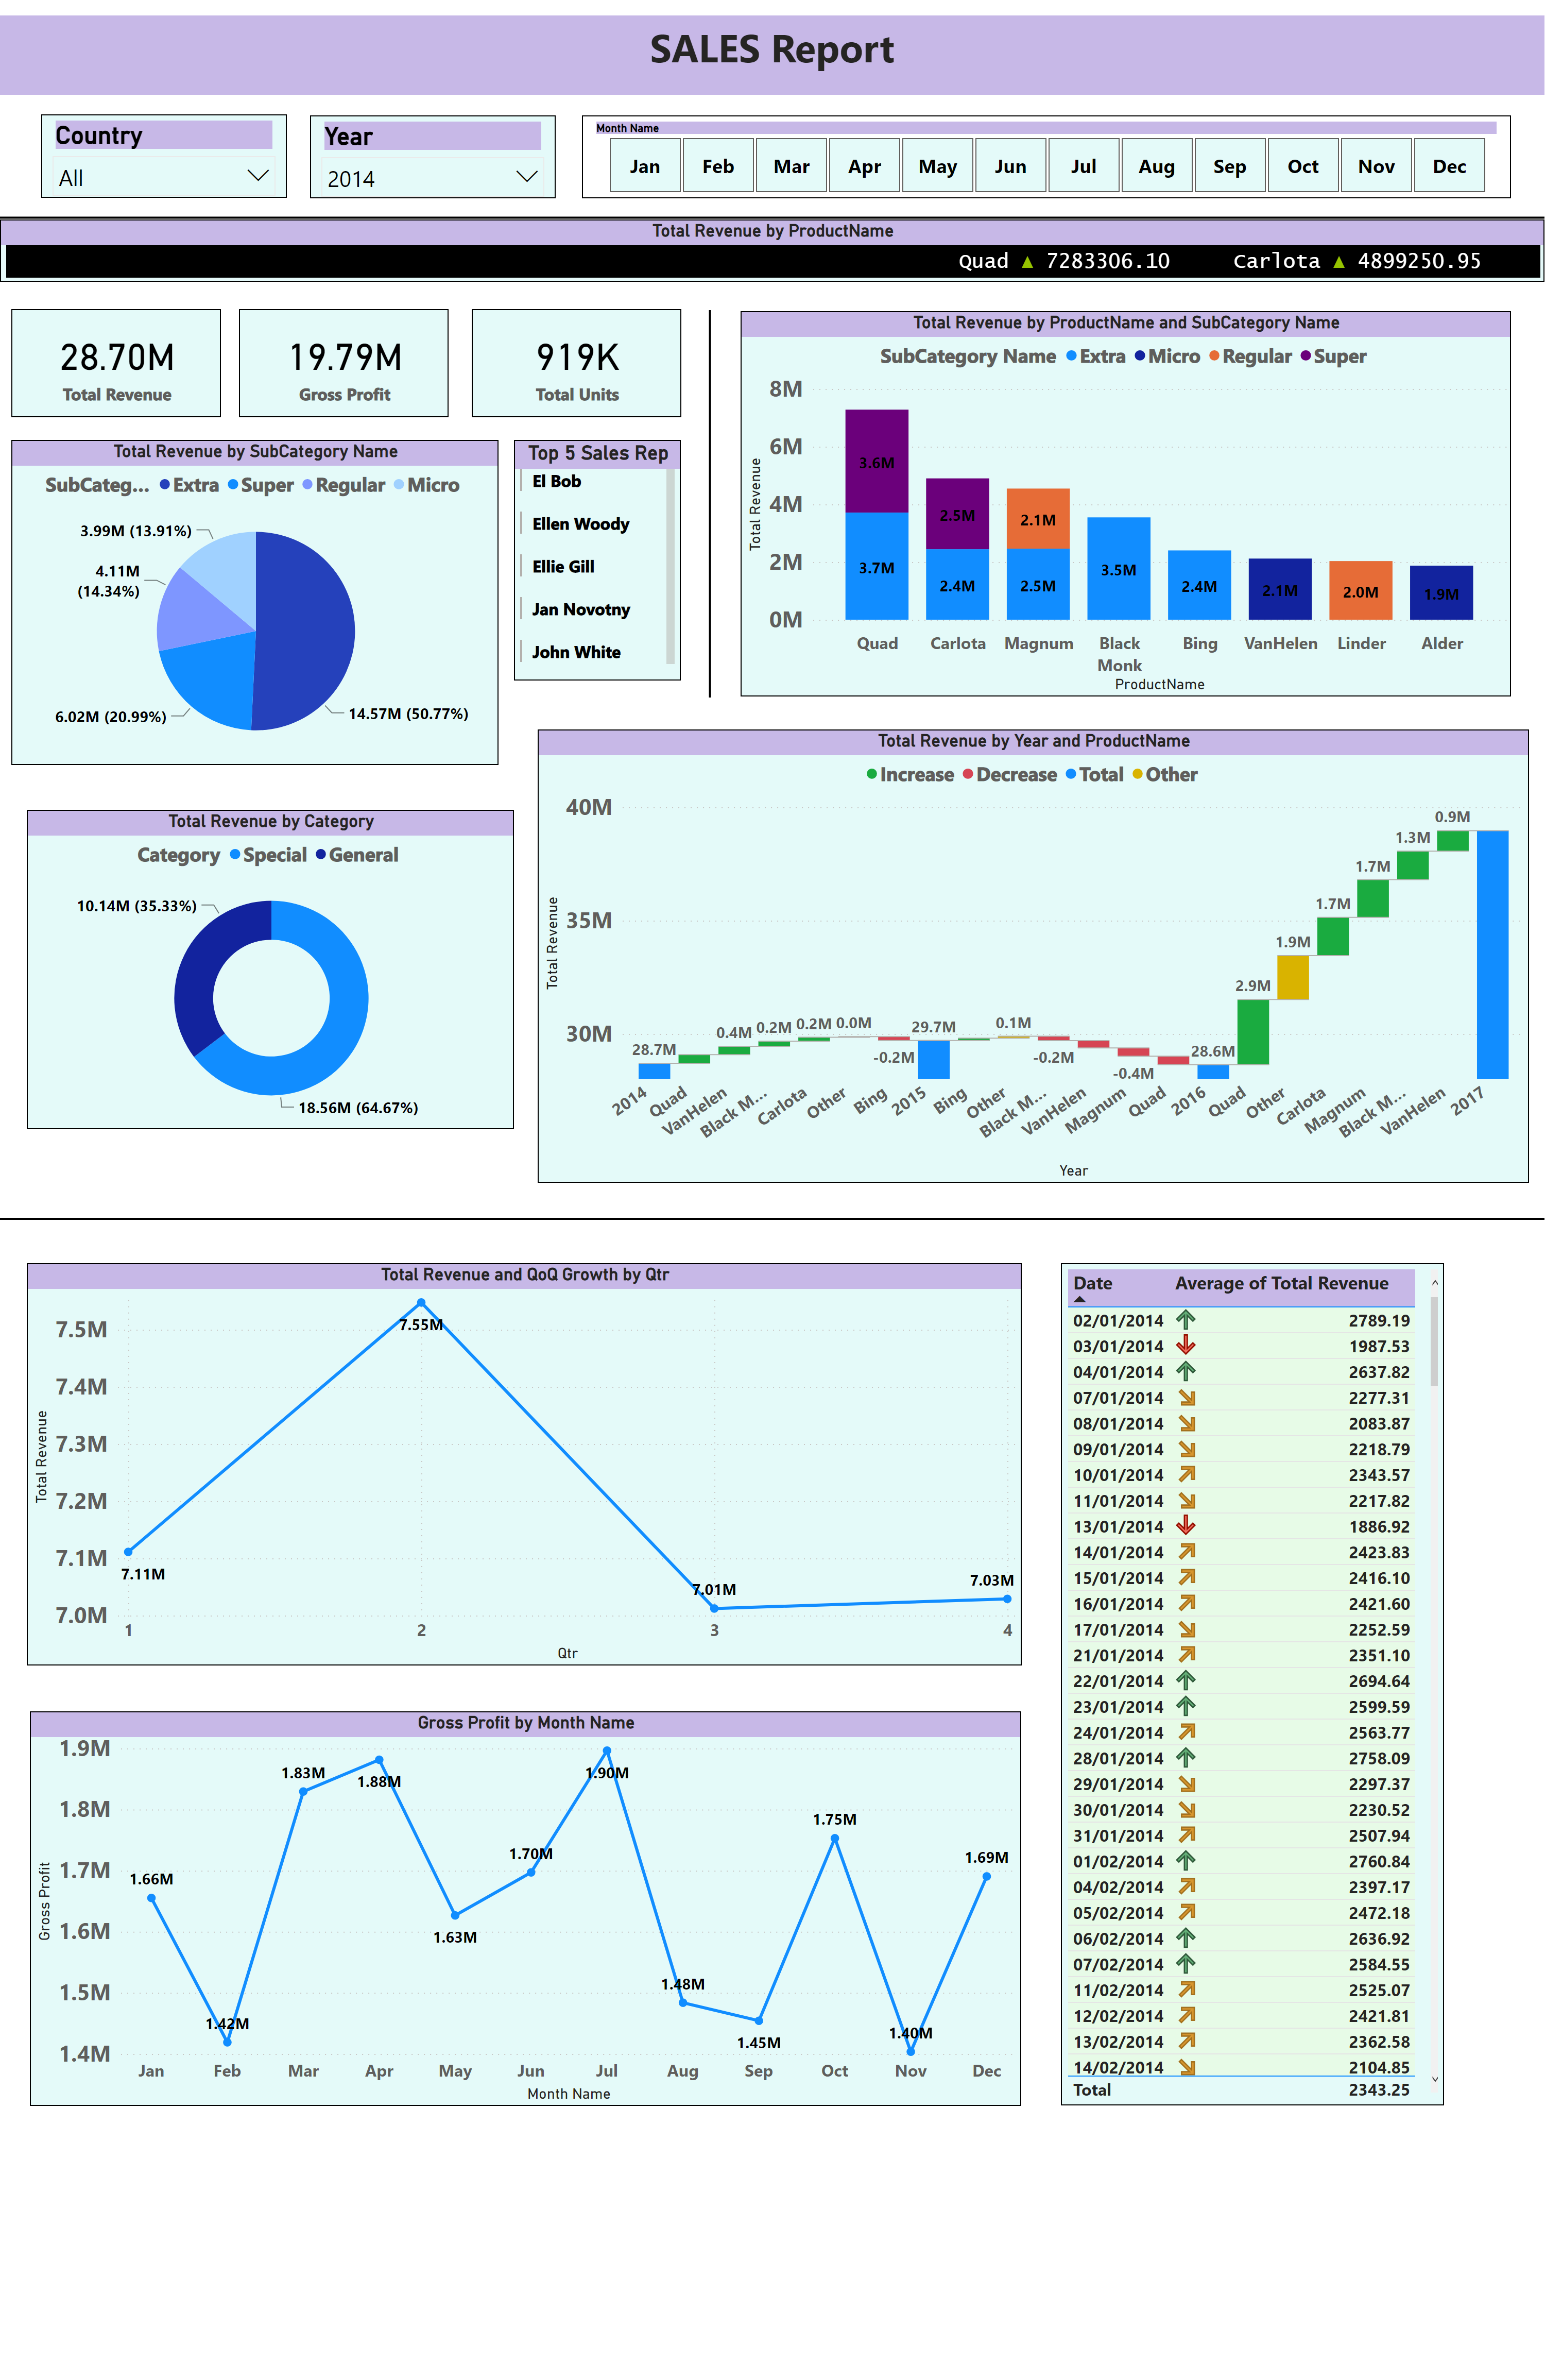 SALES Report
Country
All
Year
2014
Month Name
Jan Feb Mar Apr May Jun Jul Aug Sep Oct Nov Dec
Total Revenue by ProductName
Quad ▲ 7283306.10 Carlota ▲ 4899250.95
28.70M
Total Revenue
19.79M
Gross Profit
919K
Total Units
Total Revenue by SubCategory Name
SubCateg... Extra Super Regular Micro
3.99M (13.91%)
4.11M
(14.34%)
6.02M (20.99%)
14.57M (50.77%)
Top 5 Sales Rep
El Bob
Ellen Woody
Ellie Gill
Jan Novotny
John White
Total Revenue by ProductName and SubCategory Name
SubCategory Name Extra Micro Regular Super
Total Revenue
8M
6M
4M
2M
0M
3.6M
3.7M
2.5M
2.4M
2.1M
2.5M
3.5M
2.4M
2.1M
2.0M
1.9M
Quad Carlota Magnum Black Monk Bing VanHelen Linder Alder
ProductName
Total Revenue by Category
Category Special General
10.14M (35.33%)
18.56M (64.67%)
Total Revenue by Year and ProductName
Increase Decrease Total Other
Total Revenue
40M
35M
30M
28.7M 0.4M 0.2M 0.2M 0.0M -0.2M 29.7M 0.1M -0.2M -0.4M 28.6M 2.9M 1.9M 1.7M 1.7M 1.3M 0.9M
2014 Quad VanHelen Black M... Carlota Other Bing 2015 Bing Other Black M... VanHelen Magnum Quad 2016 Quad Other Carlota Magnum Black M... VanHelen 2017
Year
Total Revenue and QoQ Growth by Qtr
Total Revenue
7.5M
7.4M
7.3M
7.2M
7.1M
7.0M
7.11M
7.55M
7.01M
7.03M
1 2 3 4
Qtr
Gross Profit by Month Name
Gross Profit
1.9M
1.8M
1.7M
1.6M
1.5M
1.4M
1.66M
1.42M
1.83M
1.88M
1.63M
1.70M
1.90M
1.48M
1.45M
1.75M
1.40M
1.69M
Jan Feb Mar Apr May Jun Jul Aug Sep Oct Nov Dec
Month Name
Date Average of Total Revenue
02/01/2014 2789.19
03/01/2014 1987.53
04/01/2014 2637.82
07/01/2014 2277.31
08/01/2014 2083.87
09/01/2014 2218.79
10/01/2014 2343.57
11/01/2014 2217.82
13/01/2014 1886.92
14/01/2014 2423.83
15/01/2014 2416.10
16/01/2014 2421.60
17/01/2014 2252.59
21/01/2014 2351.10
22/01/2014 2694.64
23/01/2014 2599.59
24/01/2014 2563.77
28/01/2014 2758.09
29/01/2014 2297.37
30/01/2014 2230.52
31/01/2014 2507.94
01/02/2014 2760.84
04/02/2014 2397.17
05/02/2014 2472.18
06/02/2014 2636.92
07/02/2014 2584.55
11/02/2014 2525.07
12/02/2014 2421.81
13/02/2014 2362.58
14/02/2014 2104.85
Total 2343.25